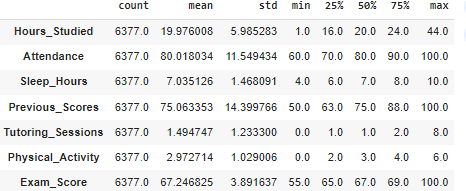 count mean std min 25% 50% 75% max
Hours_Studied 6377.0 19.976008 5.985283 1.0 16.0 20.0 24.0 44.0
Attendance 6377.0 80.018034 11.549434 60.0 70.0 80.0 90.0 100.0
Sleep_Hours 6377.0 7.035126 1.468091 4.0 6.0 7.0 8.0 10.0
Previous_Scores 6377.0 75.063353 14.399766 50.0 63.0 75.0 88.0 100.0
Tutoring_Sessions 6377.0 1.494747 1.233300 0.0 1.0 1.0 2.0 8.0
Physical_Activity 6377.0 2.972714 1.029006 0.0 2.0 3.0 4.0 6.0
Exam_Score 6377.0 67.246825 3.891637 55.0 65.0 67.0 69.0 100.0